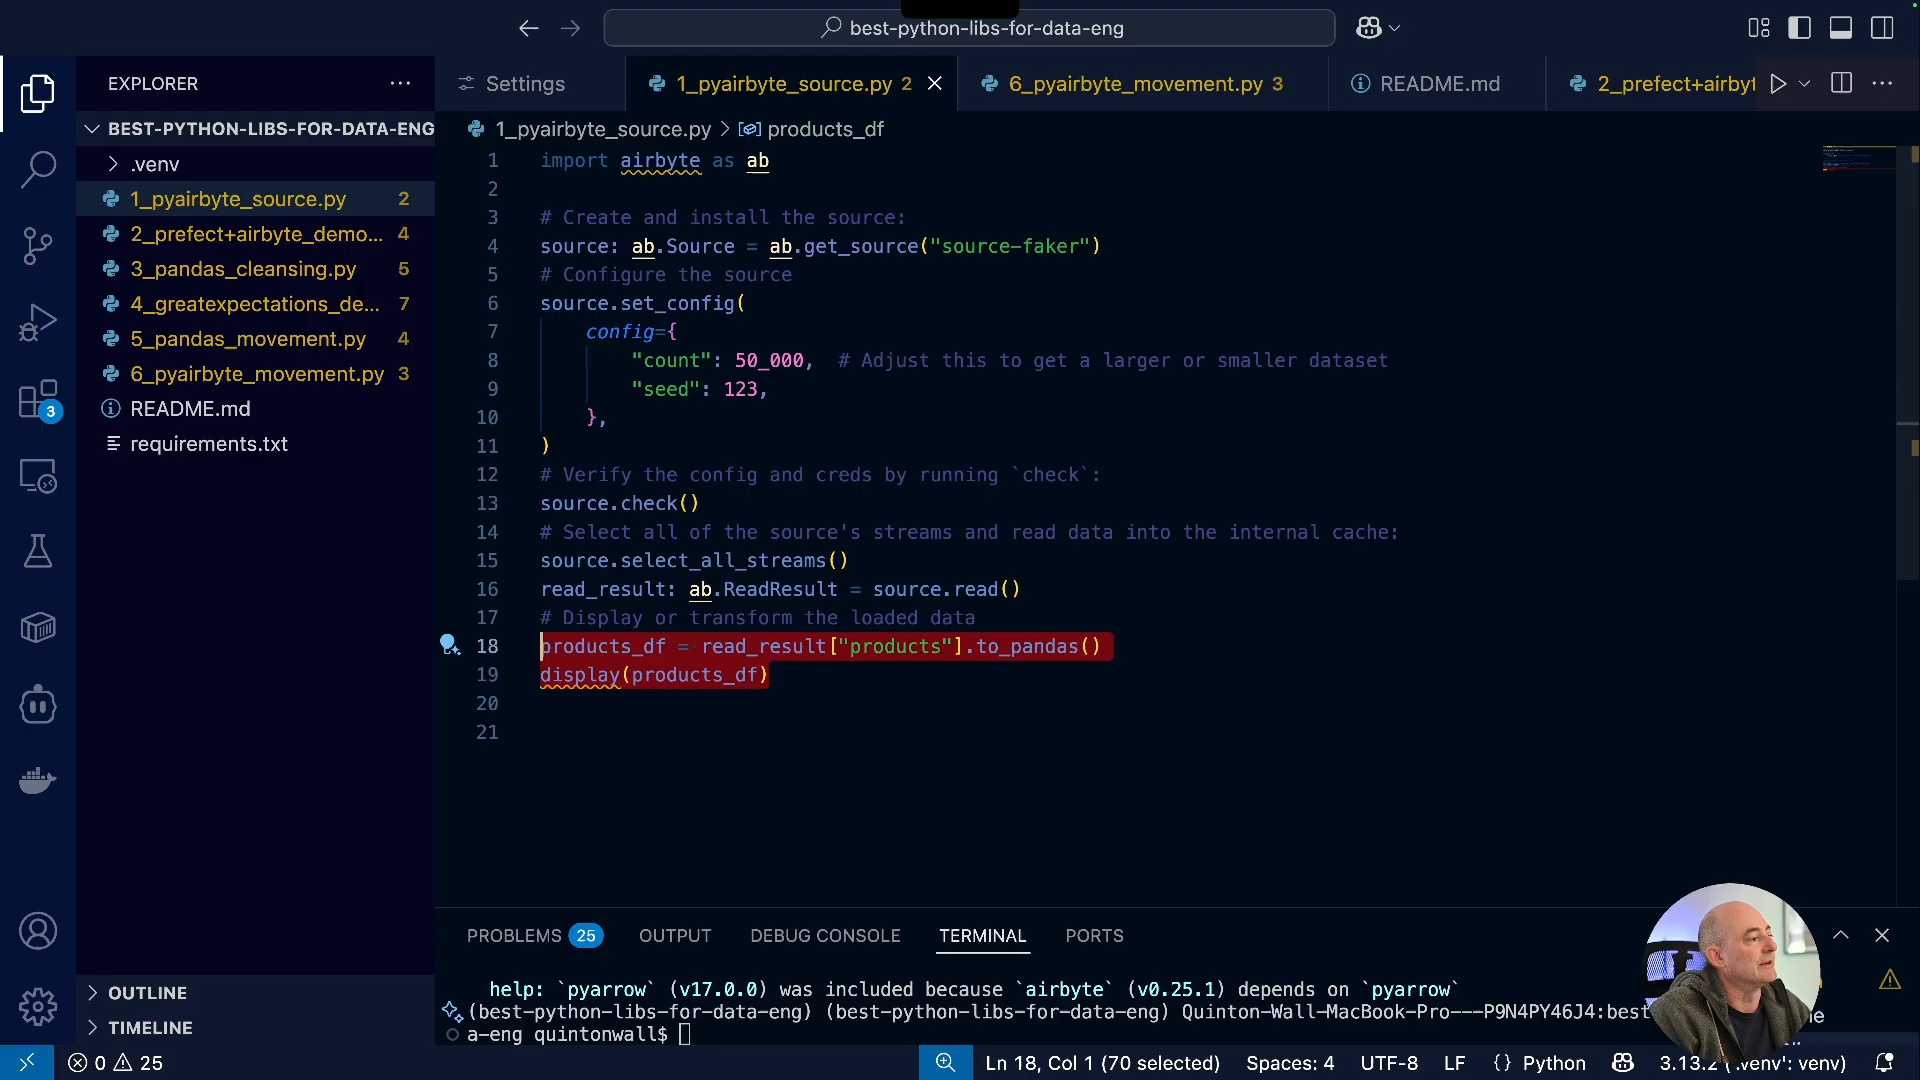 best-python-libs-for-data-eng
EXPLORER
BEST-PYTHON-LIBS-FOR-DATA-ENG
.venv
1_pyairbyte_source.py 2
2_prefect+airbyte_demo... 4
3_pandas_cleansing.py 5
4_greatexpectations_de... 7
5_pandas_movement.py 4
6_pyairbyte_movement.py 3
README.md
requirements.txt
3
OUTLINE
TIMELINE
Settings
1_pyairbyte_source.py 2
6_pyairbyte_movement.py 3
README.md
2_prefect+airbyt
1_pyairbyte_source.py > products_df
1 import airbyte as ab
2
3 # Create and install the source:
4 source: ab.Source = ab.get_source("source-faker")
5 # Configure the source
6 source.set_config(
7 config={
8 "count": 50_000, # Adjust this to get a larger or smaller dataset
9 "seed": 123,
10 },
11 )
12 # Verify the config and creds by running `check`:
13 source.check()
14 # Select all of the source's streams and read data into the internal cache:
15 source.select_all_streams()
16 read_result: ab.ReadResult = source.read()
17 # Display or transform the loaded data
18 products_df = read_result["products"].to_pandas()
19 display(products_df)
20
21
PROBLEMS 25 OUTPUT DEBUG CONSOLE TERMINAL PORTS
help: `pyarrow` (v17.0.0) was included because `airbyte` (v0.25.1) depends on `pyarrow`
(best-python-libs-for-data-eng) (best-python-libs-for-data-eng) Quinton-Wall-MacBook-Pro---P9N4PY46J4:best
a-eng quintonwall$
0 25 Ln 18, Col 1 (70 selected) Spaces: 4 UTF-8 LF {} Python 3.13.2 ('.venv': venv)